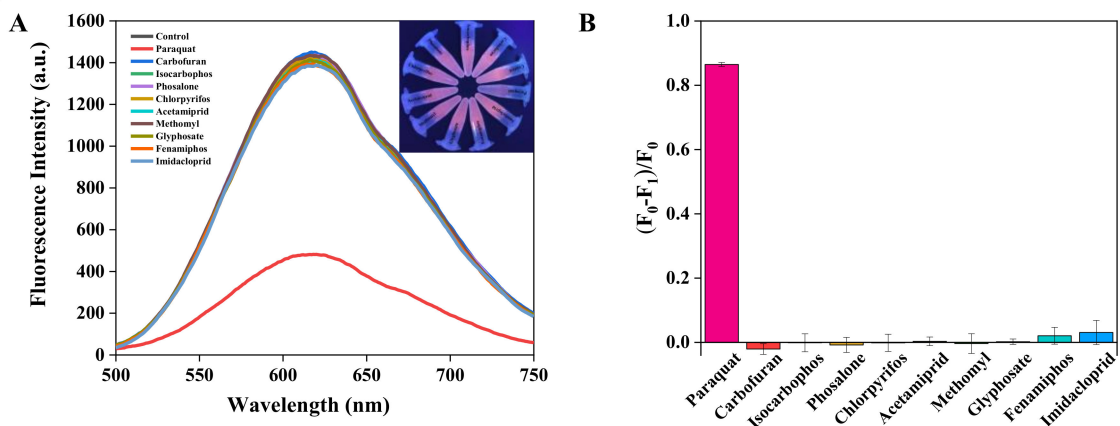 A
Fluorescence Intensity (a.u.)
1600
1400
1200
1000
800
600
400
200
0
Control
Paraquat
Carbofuran
Isocarbophos
Phosalone
Chlorpyrifos
Acetamiprid
Methomyl
Glyphosate
Fenamiphos
Imidacloprid
500
550
600
650
700
750
Wavelength (nm)
B
(F₀-F₁)/F₀
1.0
0.8
0.6
0.4
0.2
0.0
Paraquat
Carbofuran
Isocarbophos
Phosalone
Chlorpyrifos
Acetamiprid
Methomyl
Glyphosate
Fenamiphos
Imidacloprid